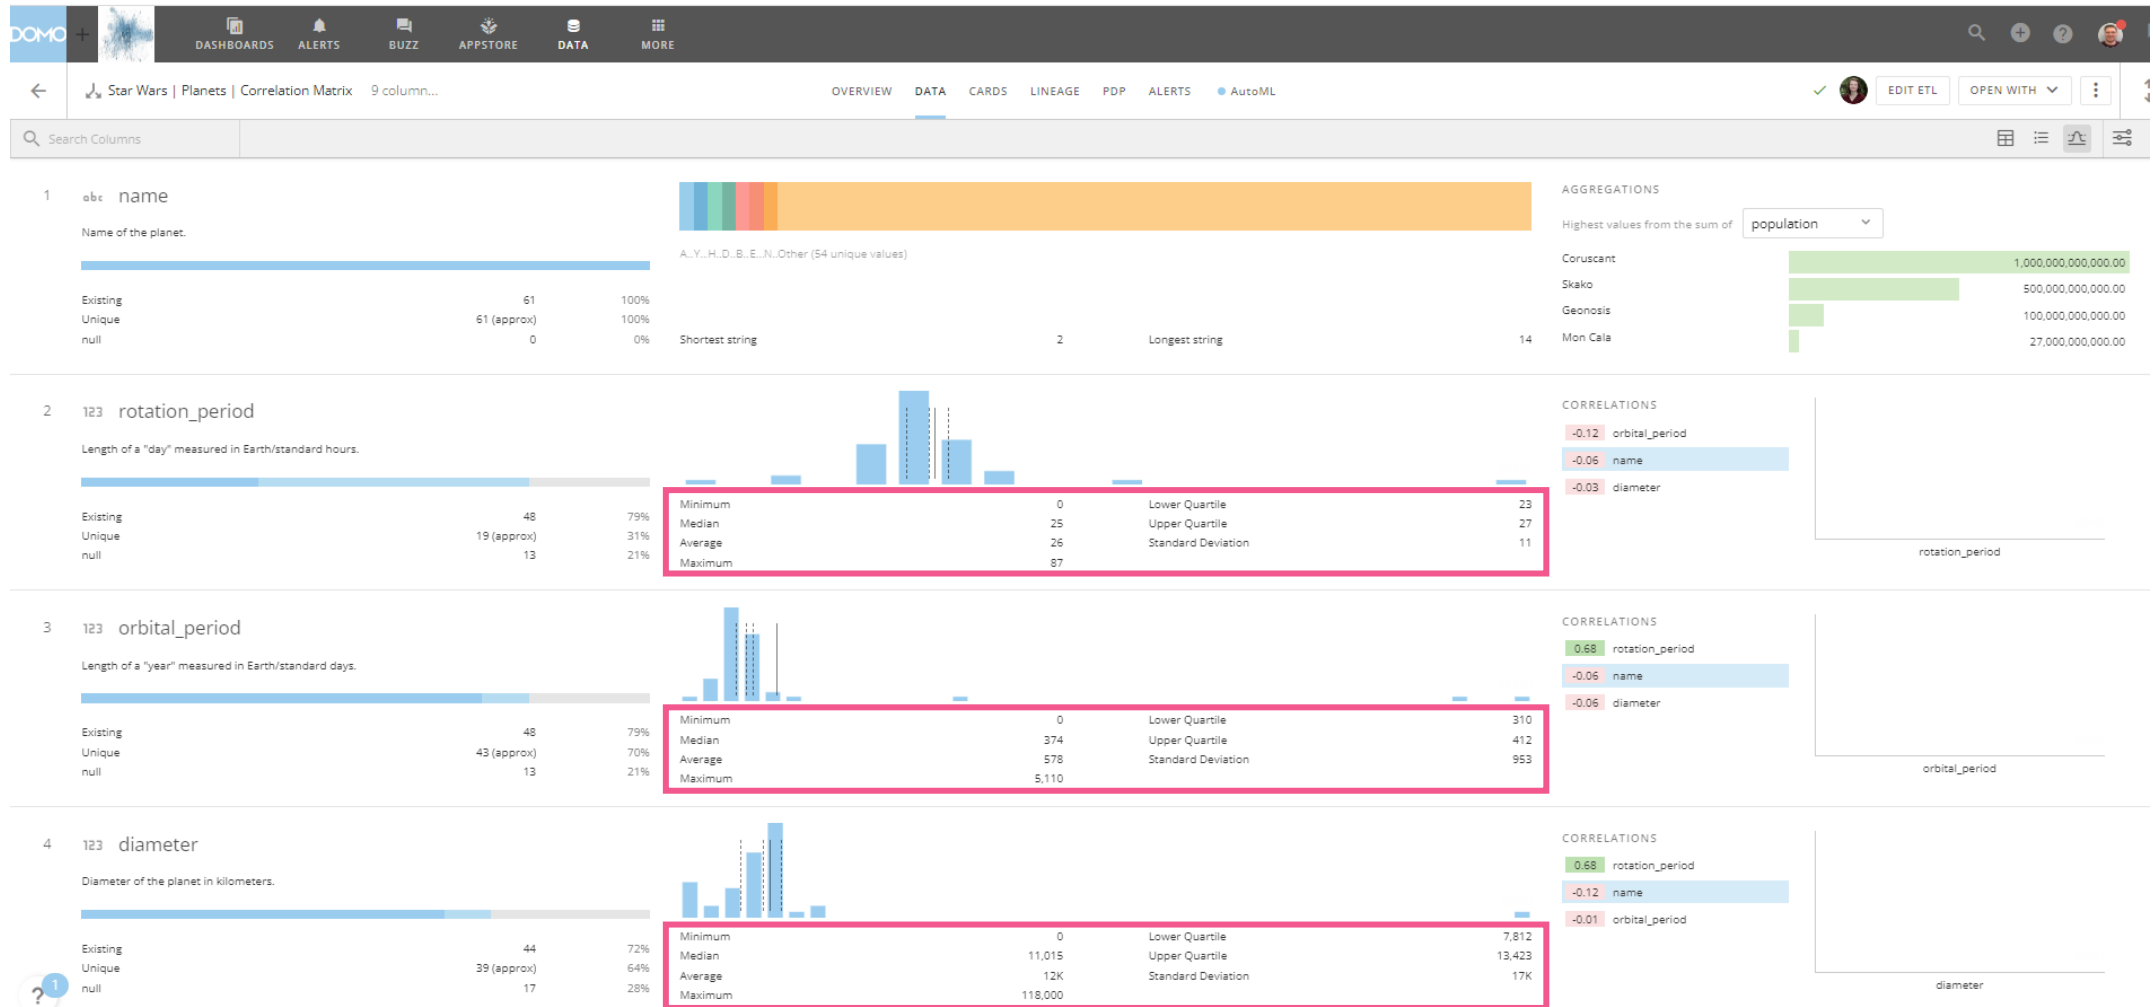 DOMO + DASHBOARDS ALERTS BUZZ APPSTORE DATA MORE
Star Wars | Planets | Correlation Matrix 9 column... OVERVIEW DATA CARDS LINEAGE PDP ALERTS AutoML EDIT ETL OPEN WITH
Search Columns
1 abc name
Name of the planet.
Existing 61 100%
Unique 61 (approx) 100%
null 0 0%
A..Y..H..D..B..E..N..Other (54 unique values)
Shortest string 2 Longest string 14
AGGREGATIONS
Highest values from the sum of population
Coruscant 1,000,000,000,000.00
Skako 500,000,000,000.00
Geonosis 100,000,000,000.00
Mon Cala 27,000,000,000.00
2 123 rotation_period
Length of a "day" measured in Earth/standard hours.
Existing 48 79%
Unique 19 (approx) 31%
null 13 21%
Minimum 0 Lower Quartile 23
Median 25 Upper Quartile 27
Average 26 Standard Deviation 11
Maximum 87
CORRELATIONS
-0.12 orbital_period
-0.06 name
-0.03 diameter
rotation_period
3 123 orbital_period
Length of a "year" measured in Earth/standard days.
Existing 48 79%
Unique 43 (approx) 70%
null 13 21%
Minimum 0 Lower Quartile 310
Median 374 Upper Quartile 412
Average 578 Standard Deviation 953
Maximum 5,110
CORRELATIONS
0.68 rotation_period
-0.06 name
-0.06 diameter
orbital_period
4 123 diameter
Diameter of the planet in kilometers.
Existing 44 72%
Unique 39 (approx) 64%
null 17 28%
Minimum 0 Lower Quartile 7,812
Median 11,015 Upper Quartile 13,423
Average 12K Standard Deviation 17K
Maximum 118,000
CORRELATIONS
0.68 rotation_period
-0.12 name
-0.01 orbital_period
diameter
? 1